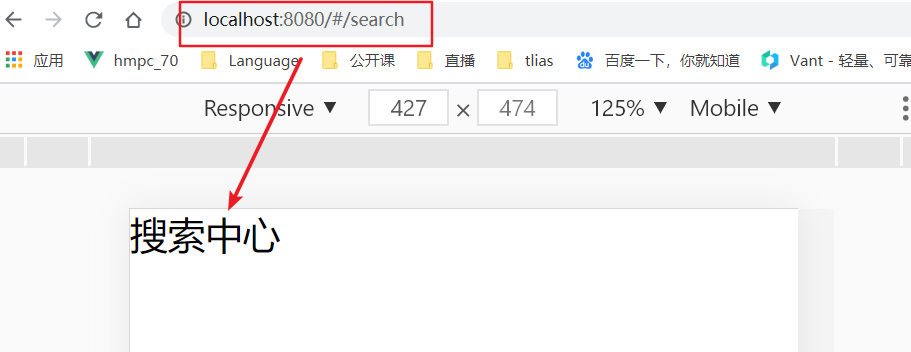 localhost:8080/#/search
应用 hmpc_70 Language 公开课 直播 tlias 百度一下，你就知道 Vant - 轻量、可靠
Responsive ▼ 427 × 474 125% ▼ Mobile ▼
搜索中心